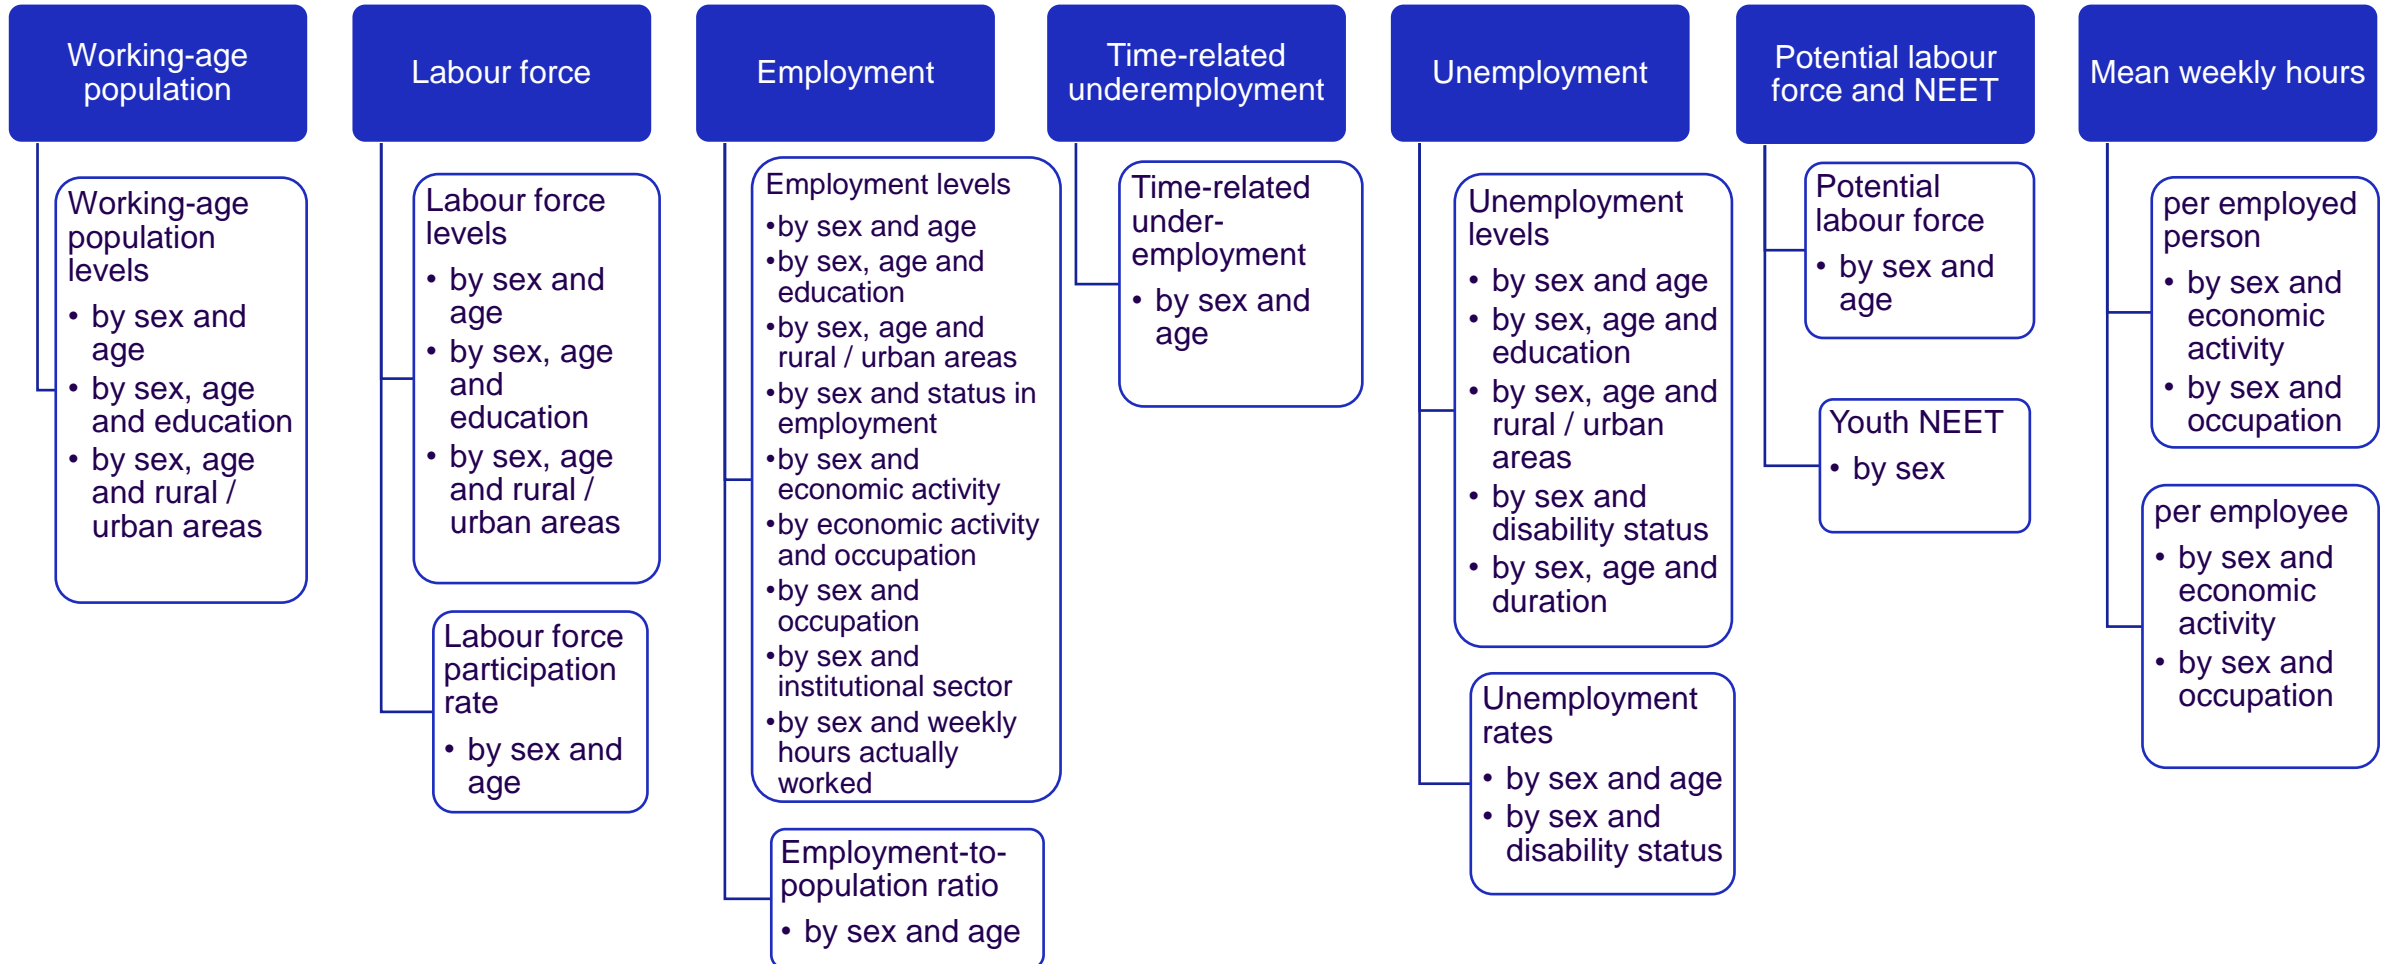 Working-age
population
Working-age
population
levels
• by sex and
age
• by sex, age
and education
• by sex, age
and rural /
urban areas
Labour force
Labour force
levels
• by sex and
age
• by sex, age
and
education
• by sex, age
and rural /
urban areas
Labour force
participation
rate
• by sex and
age
Employment
Employment levels
•by sex and age
•by sex, age and
education
•by sex, age and
rural / urban areas
•by sex and status in
employment
•by sex and
economic activity
•by economic activity
and occupation
•by sex and
occupation
•by sex and
institutional sector
•by sex and weekly
hours actually
worked
Employment-to-
population ratio
• by sex and age
Time-related
underemployment
Time-related
under-
employment
• by sex and
age
Unemployment
Unemployment
levels
• by sex and age
• by sex, age and
education
• by sex, age and
rural / urban
areas
• by sex and
disability status
• by sex, age and
duration
Unemployment
rates
• by sex and age
• by sex and
disability status
Potential labour
force and NEET
Potential
labour force
• by sex and
age
Youth NEET
• by sex
Mean weekly hours
per employed
person
• by sex and
economic
activity
• by sex and
occupation
per employee
• by sex and
economic
activity
• by sex and
occupation